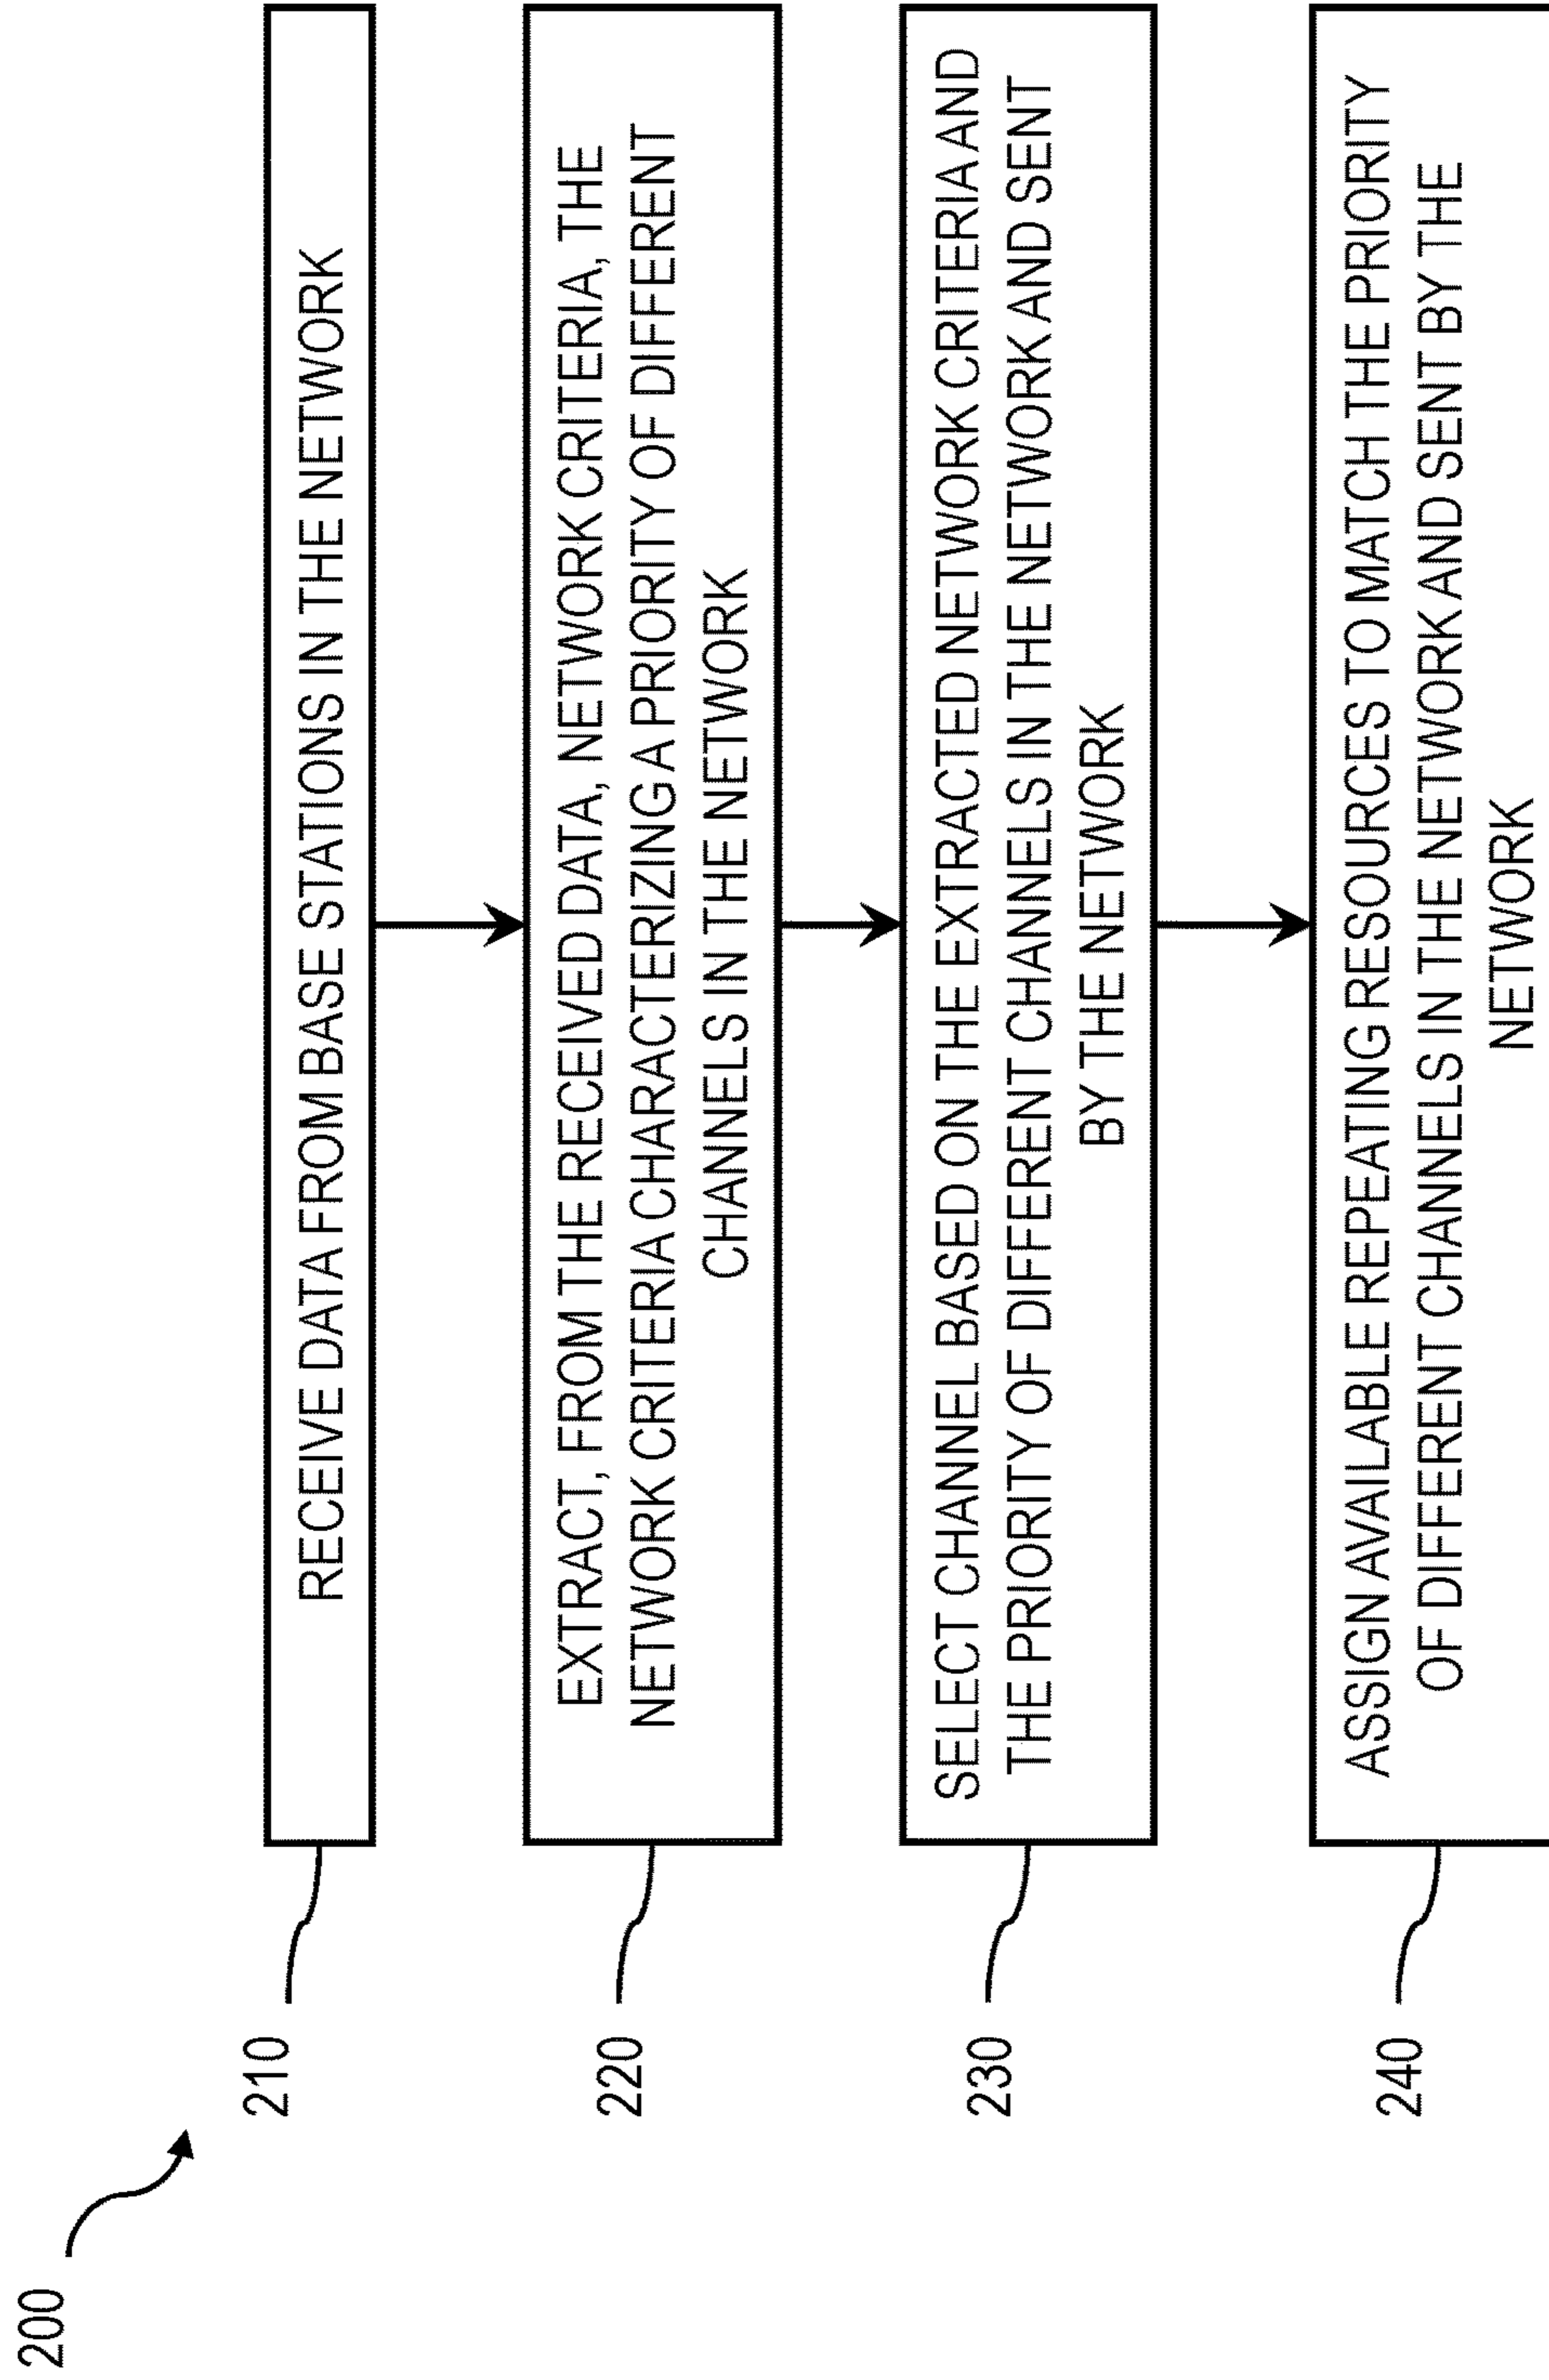 200
210
RECEIVE DATA FROM BASE STATIONS IN THE NETWORK
220
EXTRACT, FROM THE RECEIVED DATA, NETWORK CRITERIA, THE
NETWORK CRITERIA CHARACTERIZING A PRIORITY OF DIFFERENT
CHANNELS IN THE NETWORK
230
SELECT CHANNEL BASED ON THE EXTRACTED NETWORK CRITERIA AND
THE PRIORITY OF DIFFERENT CHANNELS IN THE NETWORK AND SENT
BY THE NETWORK
240
ASSIGN AVAILABLE REPEATING RESOURCES TO MATCH THE PRIORITY
OF DIFFERENT CHANNELS IN THE NETWORK AND SENT BY THE
NETWORK